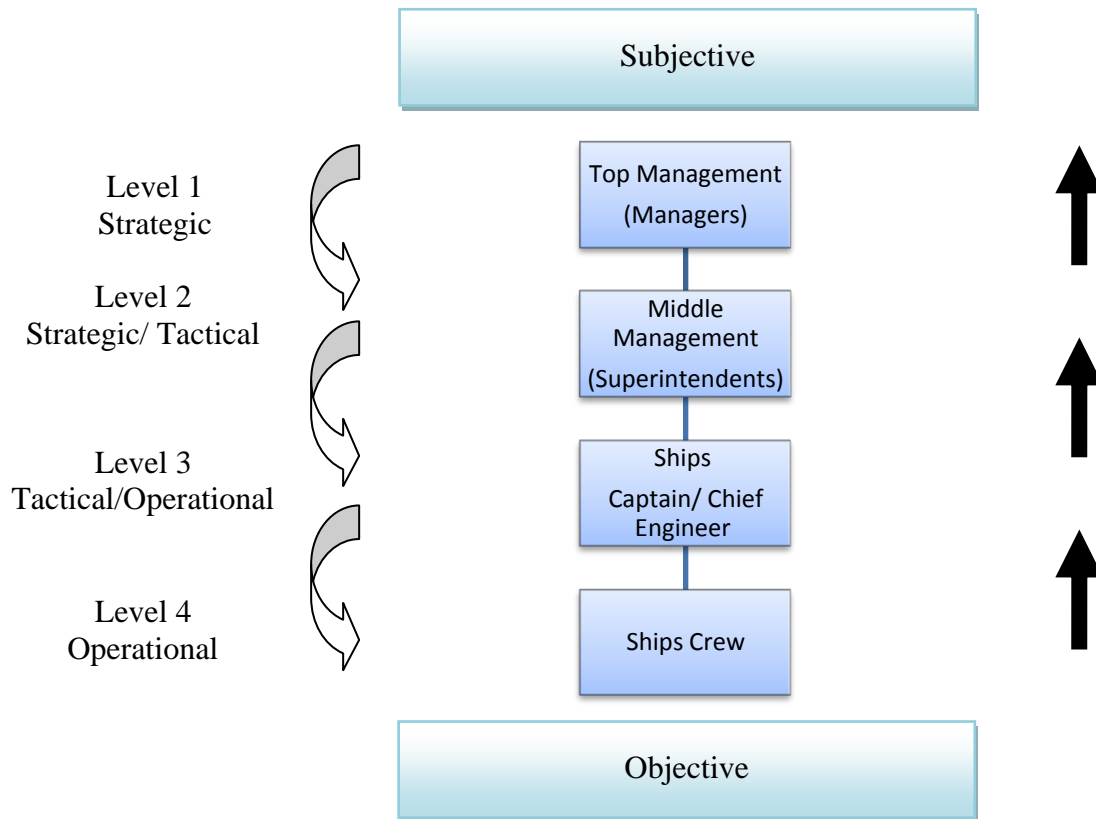 Subjective
Level 1
Strategic
Top Management
(Managers)
Level 2
Strategic/ Tactical
Middle
Management
(Superintendents)
Level 3
Tactical/Operational
Ships
Captain/ Chief
Engineer
Level 4
Operational
Ships Crew
Objective